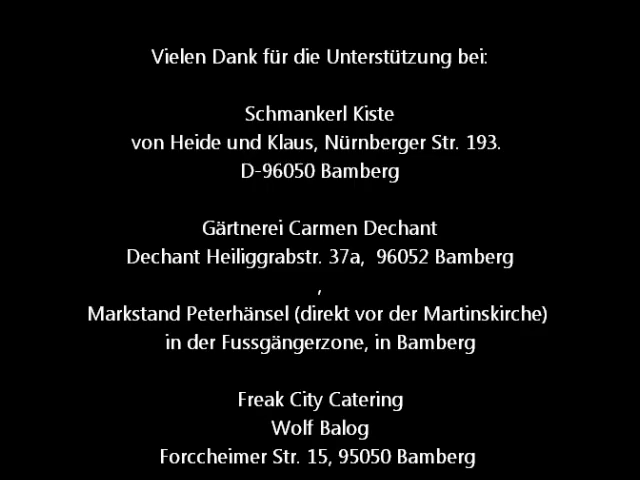 Vielen Dank für die Unterstützung bei:
Schmankerl Kiste
von Heide und Klaus, Nürnberger Str. 193.
D-96050 Bamberg
Gärtnerei Carmen Dechant
Dechant Heiliggrabstr. 37a, 96052 Bamberg
,
Markstand Peterhänsel (direkt vor der Martinskirche)
in der Fussgängerzone, in Bamberg
Freak City Catering
Wolf Balog
Forccheimer Str. 15, 95050 Bamberg